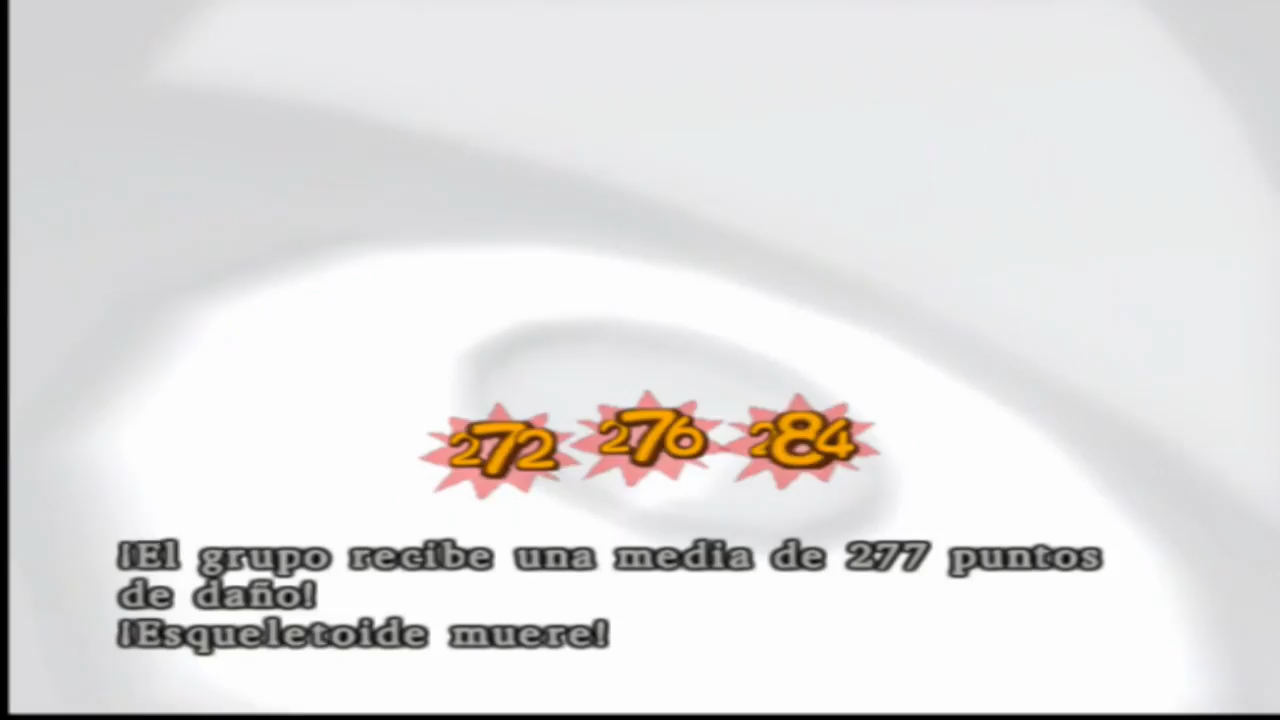 272 276 284
¡El grupo recibe una media de 277 puntos
de daño!
¡Esqueletoide muere!